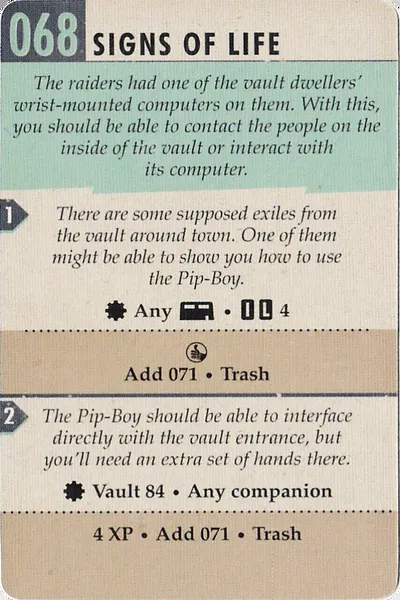 068 SIGNS OF LIFE
The raiders had one of the vault dwellers'
wrist-mounted computers on them. With this,
you should be able to contact the people on the
inside of the vault or interact with
its computer.
1
There are some supposed exiles from
the vault around town. One of them
might be able to show you how to use
the Pip-Boy.
Any • I L 4
Add 071 • Trash
2
The Pip-Boy should be able to interface
directly with the vault entrance, but
you'll need an extra set of hands there.
Vault 84 • Any companion
4 XP • Add 071 • Trash